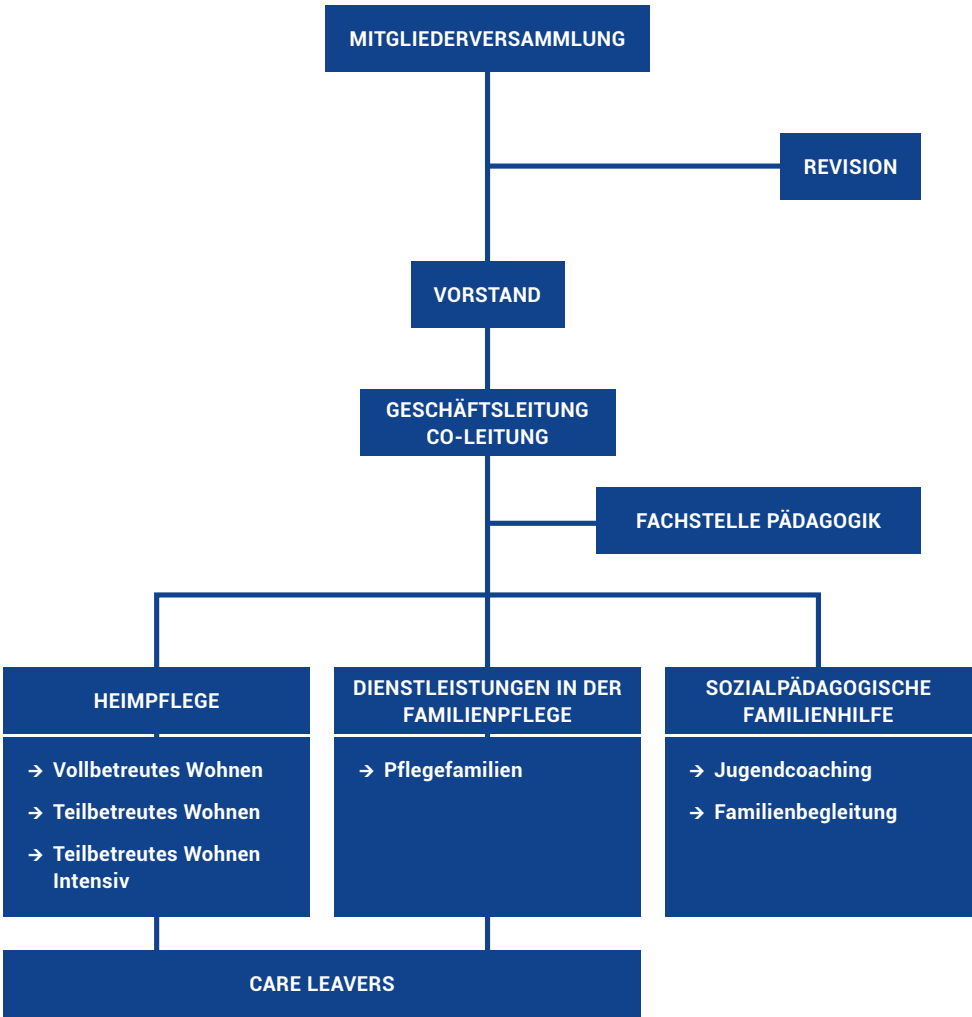 MITGLIEDERVERSAMMLUNG
REVISION
VORSTAND
GESCHÄFTSLEITUNG
CO-LEITUNG
FACHSTELLE PÄDAGOGIK
HEIMPFLEGE
→ Vollbetreutes Wohnen
→ Teilbetreutes Wohnen
→ Teilbetreutes Wohnen
Intensiv
DIENSTLEISTUNGEN IN DER
FAMILIENPFLEGE
→ Pflegefamilien
SOZIALPÄDAGOGISCHE
FAMILIENHILFE
→ Jugendcoaching
→ Familienbegleitung
CARE LEAVERS